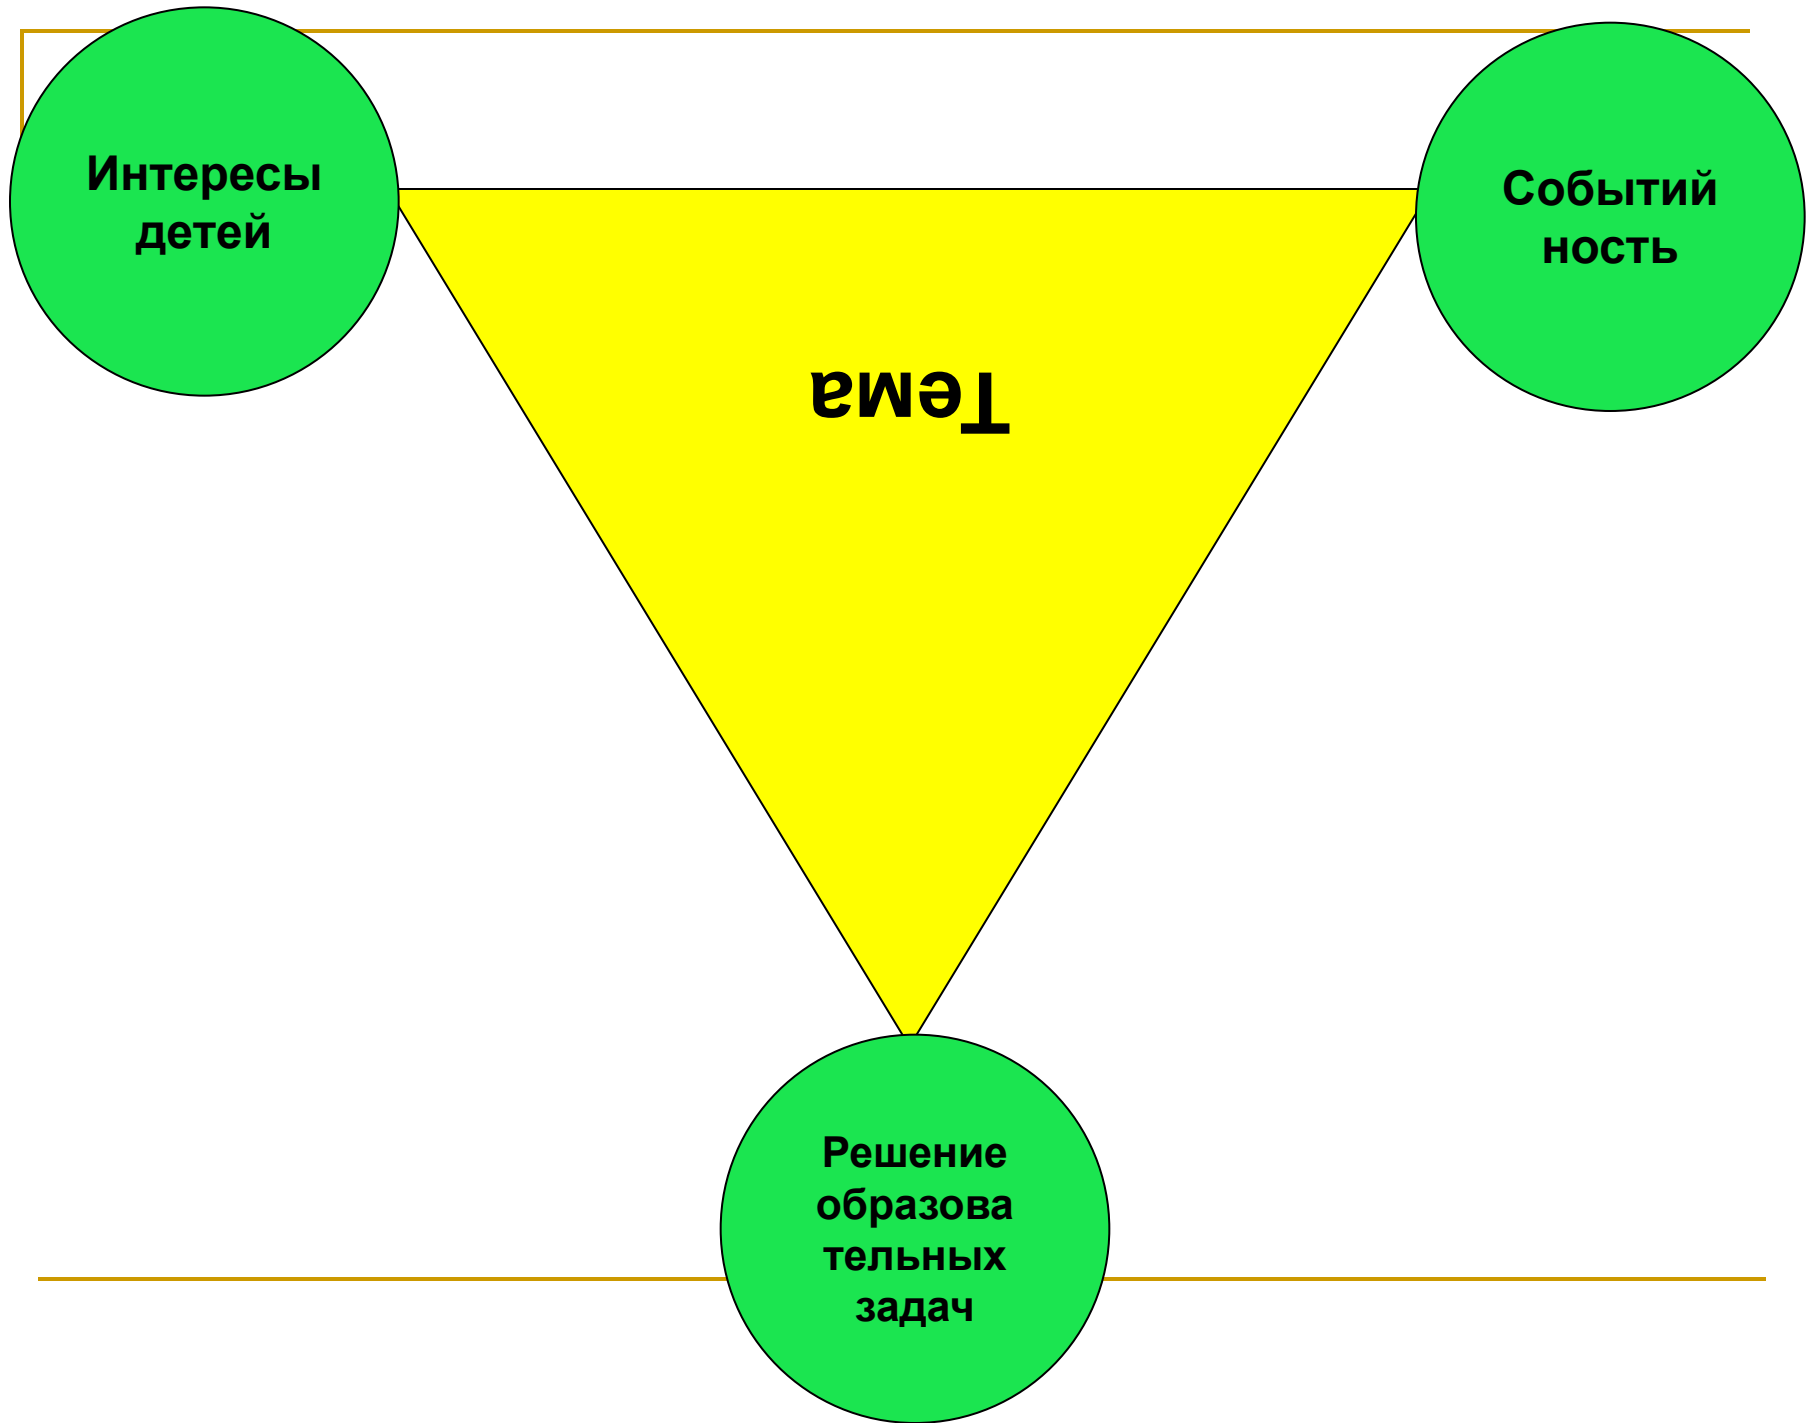 Интересы
детей
Событий
ность
Тема
Решение
образова
тельных
задач